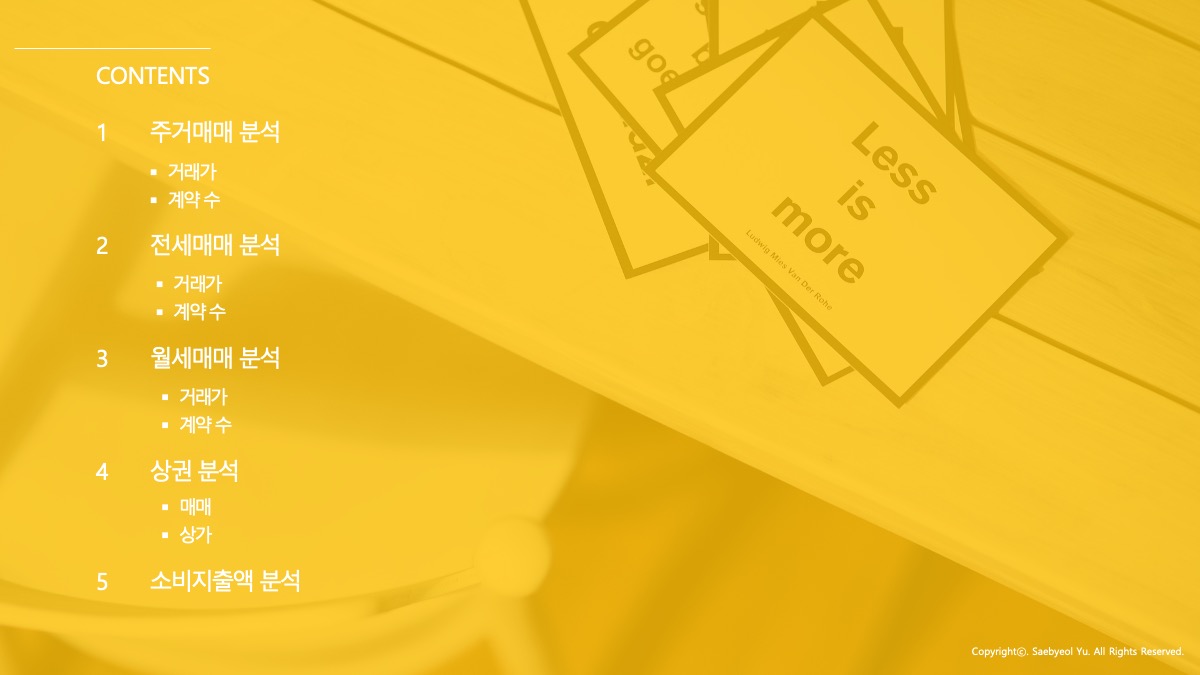 CONTENTS
1 주거매매 분석
▪ 거래가
▪ 계약 수
2 전세매매 분석
▪ 거래가
▪ 계약 수
3 월세매매 분석
▪ 거래가
▪ 계약 수
4 상권 분석
▪ 매매
▪ 상가
5 소비지출액 분석
goe
Less
is
more
Ludwig Mies Van Der Rohe
Copyrightⓒ. Saebyeol Yu. All Rights Reserved.